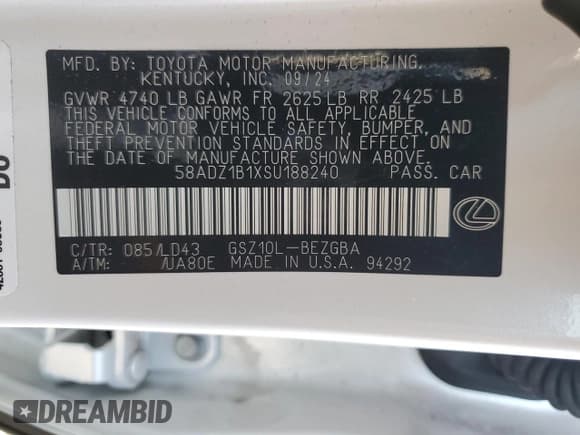 MFD. BY: TOYOTA MOTOR MANUFACTURING,
KENTUCKY, INC. 09/24
GVWR 4740 LB GAWR FR 2625 LB RR 2425 LB
THIS VEHICLE CONFORMS TO ALL APPLICABLE
FEDERAL MOTOR VEHICLE SAFETY, BUMPER, AND
THEFT PREVENTION STANDARDS IN EFFECT ON
THE DATE OF MANUFACTURE SHOWN ABOVE.
58ADZ1B1XSU188240 PASS. CAR
C/TR: 085/LD43 GSZ10L-BEZGBA
A/TM: /UA80E MADE IN U.S.A. 94292
DREAMBID